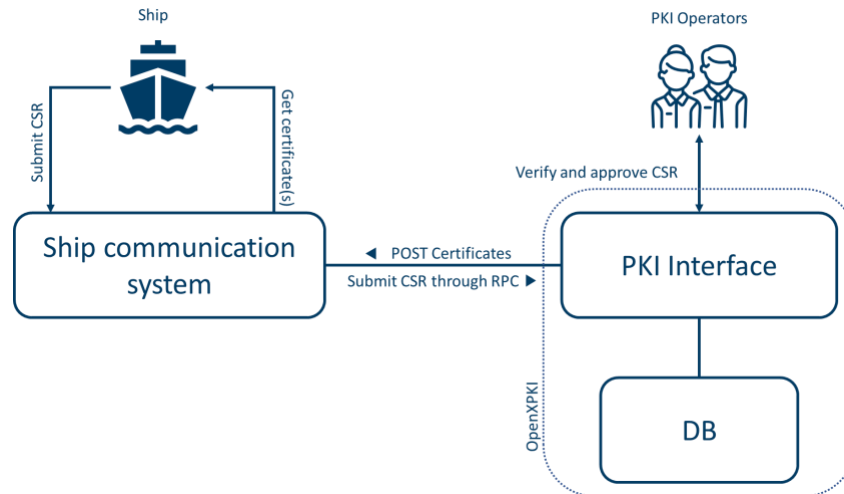 Ship
PKI Operators
Submit CSR
Get certificate(s)
Verify and approve CSR
Ship communication
system
◄ POST Certificates
Submit CSR through RPC ►
PKI Interface
OpenXPKI
DB